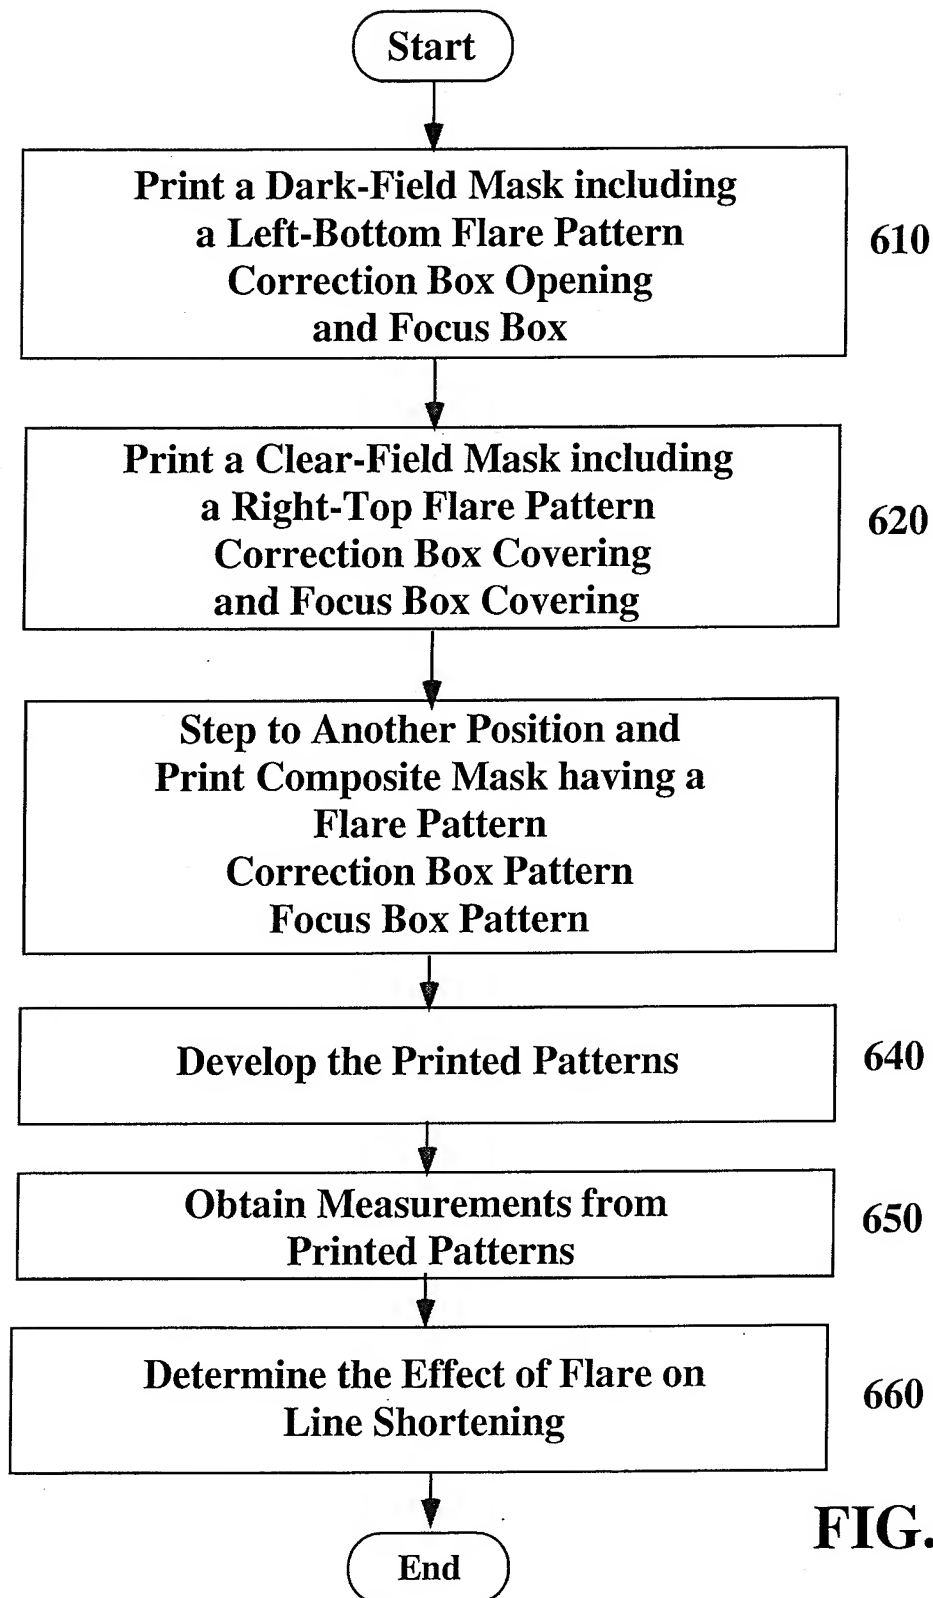 Start
Print a Dark-Field Mask including
a Left-Bottom Flare Pattern
Correction Box Opening
and Focus Box
610
Print a Clear-Field Mask including
a Right-Top Flare Pattern
Correction Box Covering
and Focus Box Covering
620
Step to Another Position and
Print Composite Mask having a
Flare Pattern
Correction Box Pattern
Focus Box Pattern
Develop the Printed Patterns
640
Obtain Measurements from
Printed Patterns
650
Determine the Effect of Flare on
Line Shortening
660
FIG.
End